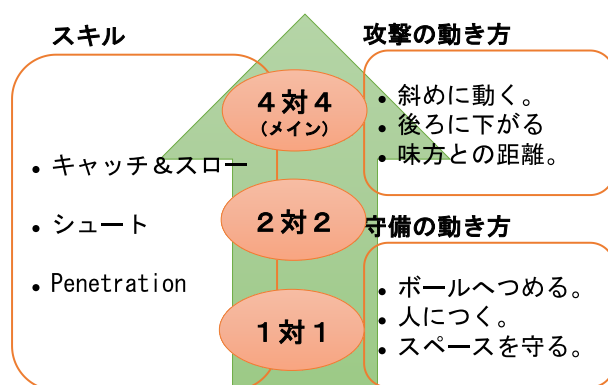 スキル
・キャッチ＆スロー
・シュート
・Penetration
４対４
(メイン)
２対２
１対１
攻撃の動き方
・斜めに動く。
・後ろに下がる
・味方との距離。
守備の動き方
・ボールへつめる。
・人につく。
・スペースを守る。